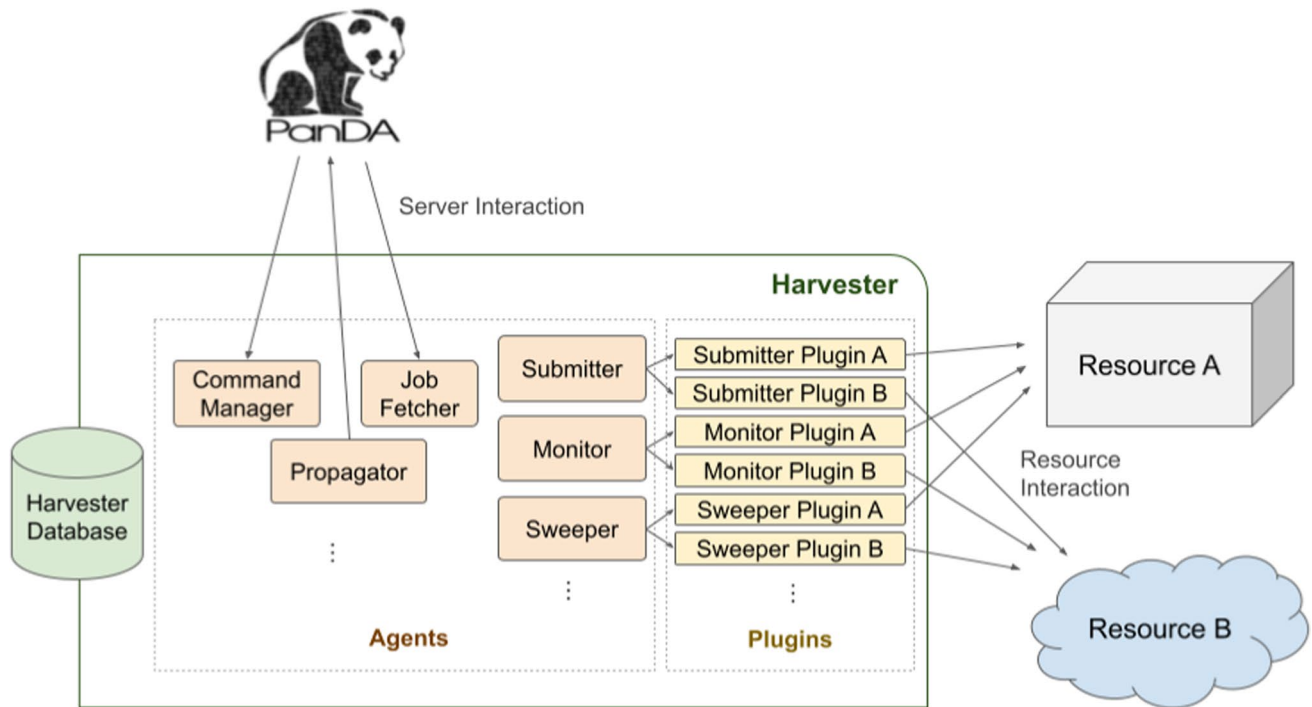 PanDA
Server Interaction
Harvester
Command
Manager
Job
Fetcher
Propagator
⋮
Submitter
Monitor
Sweeper
⋮
Agents
Submitter Plugin A
Submitter Plugin B
Monitor Plugin A
Monitor Plugin B
Sweeper Plugin A
Sweeper Plugin B
⋮
Plugins
Harvester
Database
Resource A
Resource
Interaction
Resource B